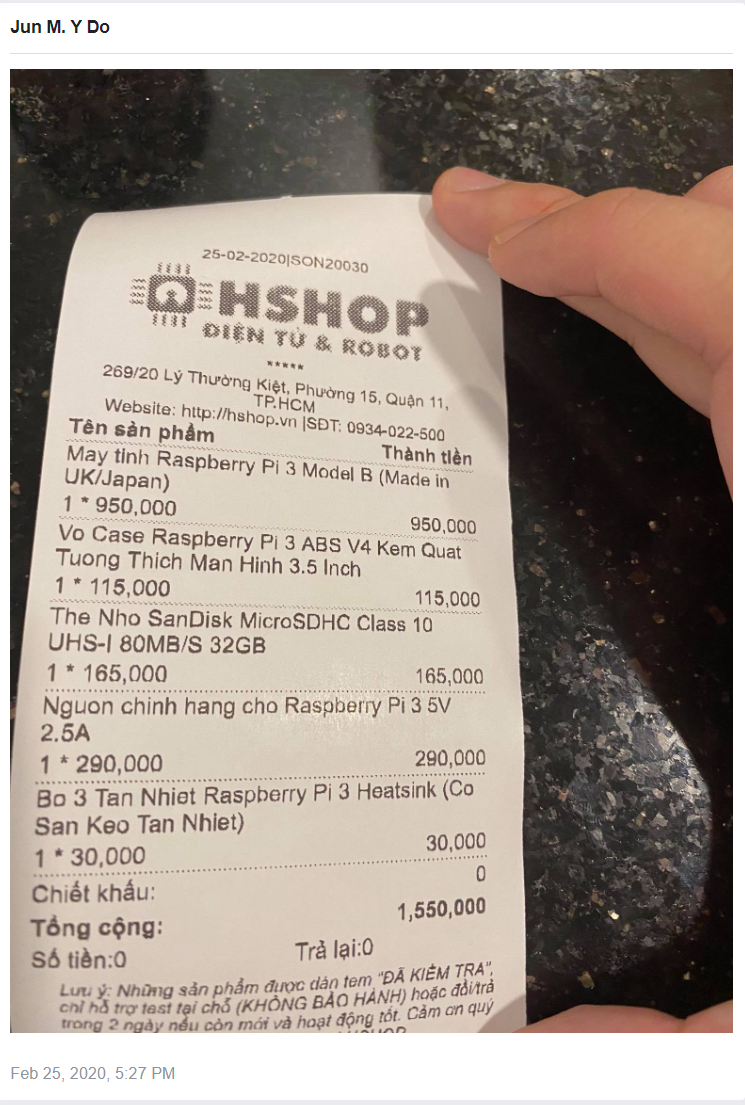 Jun M. Y Do
25-02-2020|SON20030
HSHOP
ĐIỆN TỬ & ROBOT
*****
269/20 Lý Thường Kiệt, Phường 15, Quận 11,
TP.HCM
Website: http://hshop.vn |SĐT: 0934-022-500
Tên sản phẩm Thành tiền
May tinh Raspberry Pi 3 Model B (Made in
UK/Japan)
1 * 950,000 950,000
Vo Case Raspberry Pi 3 ABS V4 Kem Quat
Tuong Thich Man Hinh 3.5 Inch
1 * 115,000 115,000
The Nho SanDisk MicroSDHC Class 10
UHS-I 80MB/S 32GB
1 * 165,000 165,000
Nguon chinh hang cho Raspberry Pi 3 5V
2.5A
1 * 290,000 290,000
Bo 3 Tan Nhiet Raspberry Pi 3 Heatsink (Co
San Keo Tan Nhiet)
1 * 30,000 30,000
Chiết khấu: 0
Tổng cộng: 1,550,000
Số tiền:0 Trả lại:0
Lưu ý: Những sản phẩm được dán tem "ĐÃ KIỂM TRA",
chỉ hỗ trợ test tại chỗ (KHÔNG BẢO HÀNH) hoặc đổi/trả
trong 2 ngày nếu còn mới và hoạt động tốt. Cảm ơn quý
Feb 25, 2020, 5:27 PM